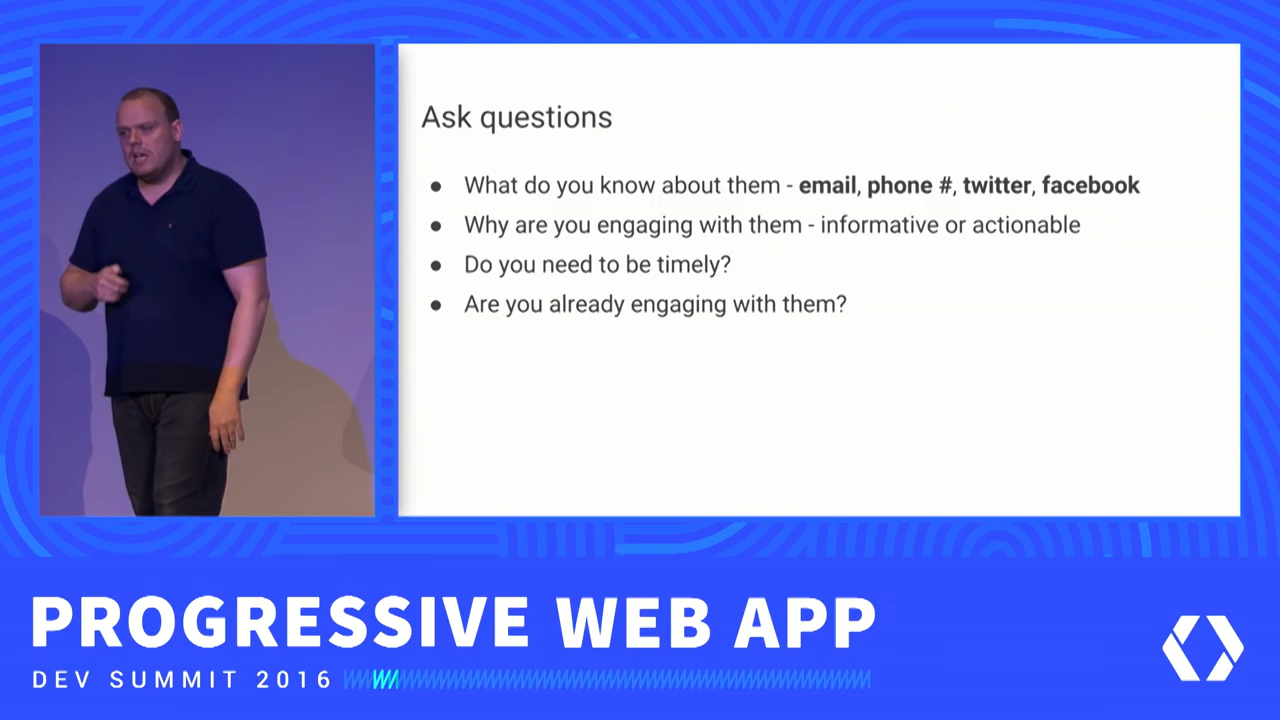 Ask questions
● What do you know about them - email, phone #, twitter, facebook
● Why are you engaging with them - informative or actionable
● Do you need to be timely?
● Are you already engaging with them?
PROGRESSIVE WEB APP
DEV SUMMIT 2016